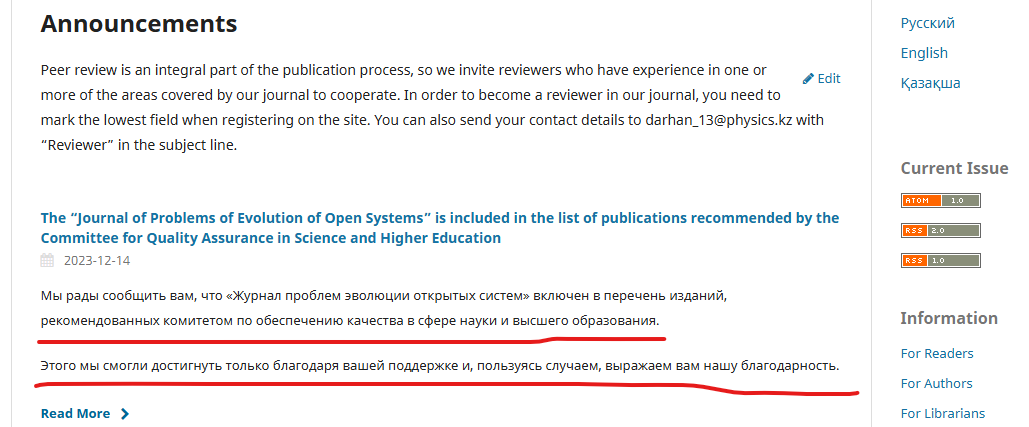 Announcements
Peer review is an integral part of the publication process, so we invite reviewers who have experience in one or
more of the areas covered by our journal to cooperate. In order to become a reviewer in our journal, you need to
mark the lowest field when registering on the site. You can also send your contact details to darhan_13@physics.kz with
“Reviewer” in the subject line.
Edit
The “Journal of Problems of Evolution of Open Systems” is included in the list of publications recommended by the
Committee for Quality Assurance in Science and Higher Education
2023-12-14
Мы рады сообщить вам, что «Журнал проблем эволюции открытых систем» включен в перечень изданий,
рекомендованных комитетом по обеспечению качества в сфере науки и высшего образования.
Этого мы смогли достигнуть только благодаря вашей поддержке и, пользуясь случаем, выражаем вам нашу благодарность.
Read More
Русский
English
Қазақша
Current Issue
ATOM 1.0
RSS 2.0
RSS 1.0
Information
For Readers
For Authors
For Librarians